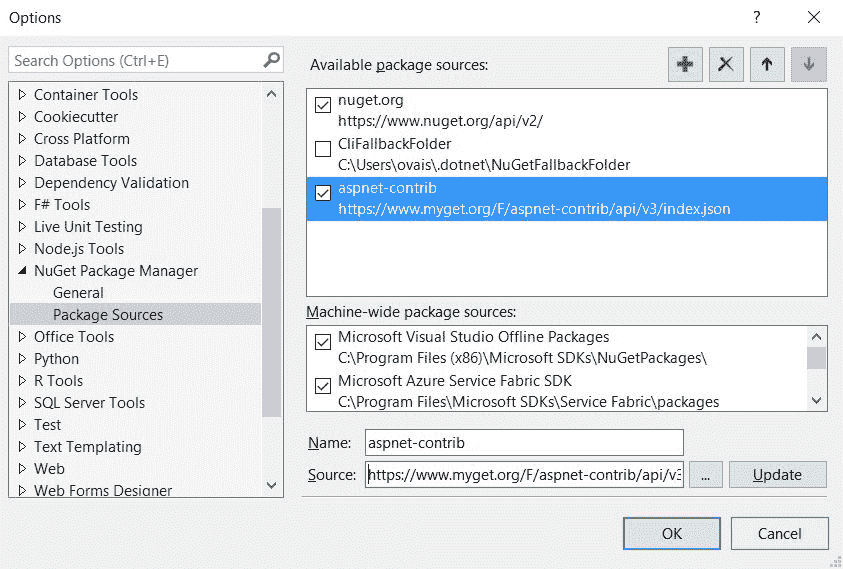 Options
?
Search Options (Ctrl+E)
Container Tools
Cookiecutter
Cross Platform
Database Tools
Dependency Validation
F# Tools
Live Unit Testing
Node.js Tools
NuGet Package Manager
General
Package Sources
Office Tools
Python
R Tools
SQL Server Tools
Test
Text Templating
Web
Web Forms Designer
Available package sources:
nuget.org
https://www.nuget.org/api/v2/
CliFallbackFolder
C:\Users\ovais\.dotnet\NuGetFallbackFolder
aspnet-contrib
https://www.myget.org/F/aspnet-contrib/api/v3/index.json
Machine-wide package sources:
Microsoft Visual Studio Offline Packages
C:\Program Files (x86)\Microsoft SDKs\NuGetPackages\
Microsoft Azure Service Fabric SDK
C:\Program Files\Microsoft SDKs\Service Fabric\packages
Name: aspnet-contrib
Source: https://www.myget.org/F/aspnet-contrib/api/v3 ... Update
OK Cancel